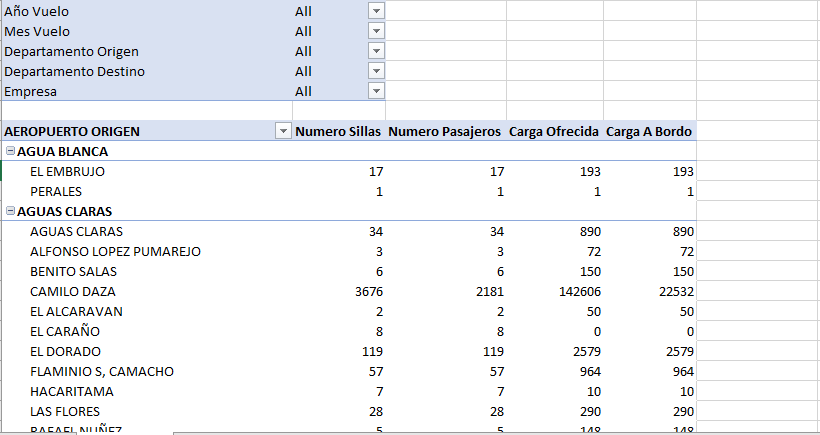 Año Vuelo All
Mes Vuelo All
Departamento Origen All
Departamento Destino All
Empresa All
AEROPUERTO ORIGEN Numero Sillas Numero Pasajeros Carga Ofrecida Carga A Bordo
AGUA BLANCA
EL EMBRUJO 17 17 193 193
PERALES 1 1 1 1
AGUAS CLARAS
AGUAS CLARAS 34 34 890 890
ALFONSO LOPEZ PUMAREJO 3 3 72 72
BENITO SALAS 6 6 150 150
CAMILO DAZA 3676 2181 142606 22532
EL ALCARAVAN 2 2 50 50
EL CARAÑO 8 8 0 0
EL DORADO 119 119 2579 2579
FLAMINIO S, CAMACHO 57 57 964 964
HACARITAMA 7 7 10 10
LAS FLORES 28 28 290 290
RAFAEL NUÑEZ 5 5 148 148